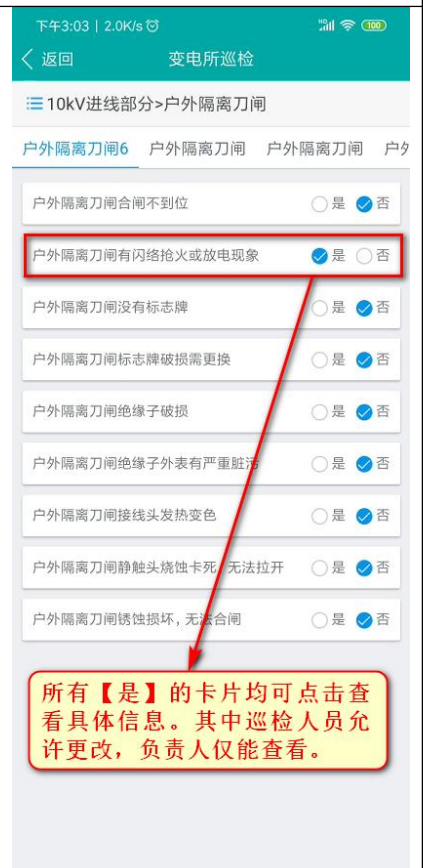 下午3:03 | 2.0K/s
100
返回 变电所巡检
10kV进线部分>户外隔离刀闸
户外隔离刀闸6 户外隔离刀闸 户外隔离刀闸 户外
户外隔离刀闸合闸不到位 是 否
户外隔离刀闸有闪络抢火或放电现象 是 否
户外隔离刀闸没有标志牌 是 否
户外隔离刀闸标志牌破损需更换 是 否
户外隔离刀闸绝缘子破损 是 否
户外隔离刀闸绝缘子外表有严重脏污 是 否
户外隔离刀闸接线头发热变色 是 否
户外隔离刀闸静触头烧蚀卡死，无法拉开 是 否
户外隔离刀闸锈蚀损坏，无法合闸 是 否
所有【是】的卡片均可点击查
看具体信息。其中巡检人员允
许更改，负责人仅能查看。